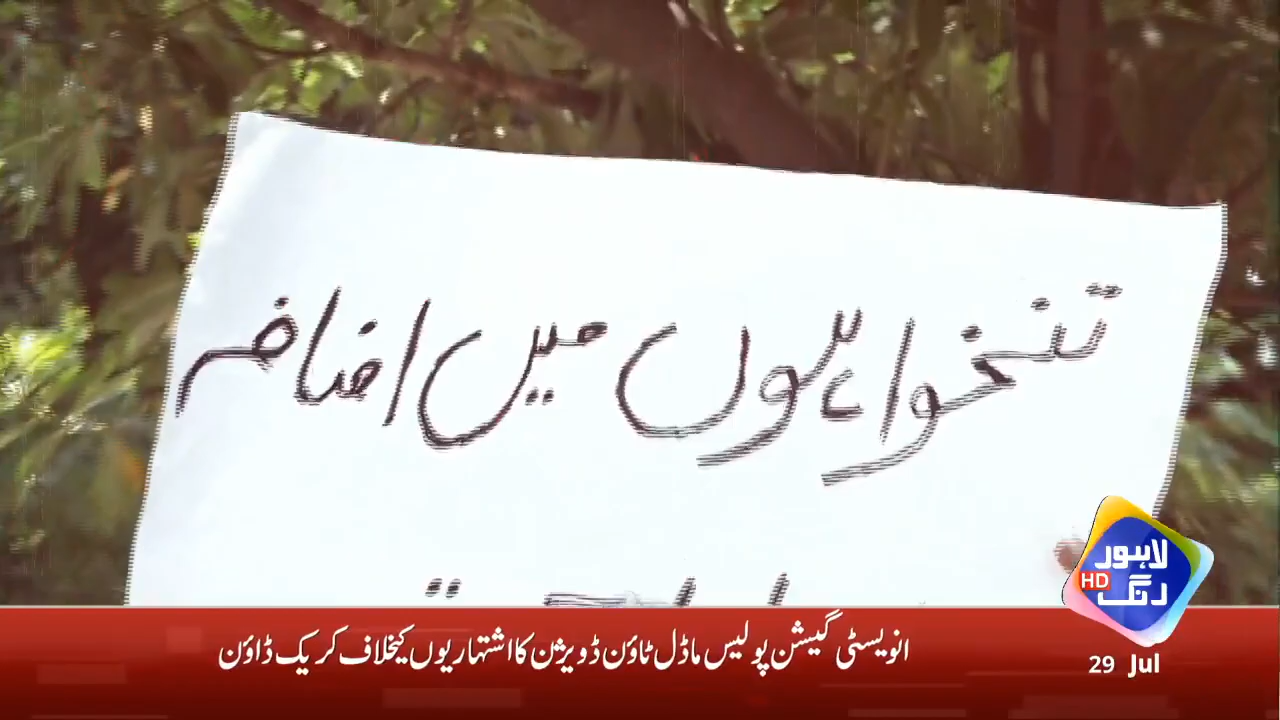 تنخواہوں میں اضافہ
لاہور
رنگ
HD
انویسٹی گیشن پولیس ماڈل ٹاؤن ڈویژن کا اشتہاریوں کیخلاف کریک ڈاؤن
29 Jul